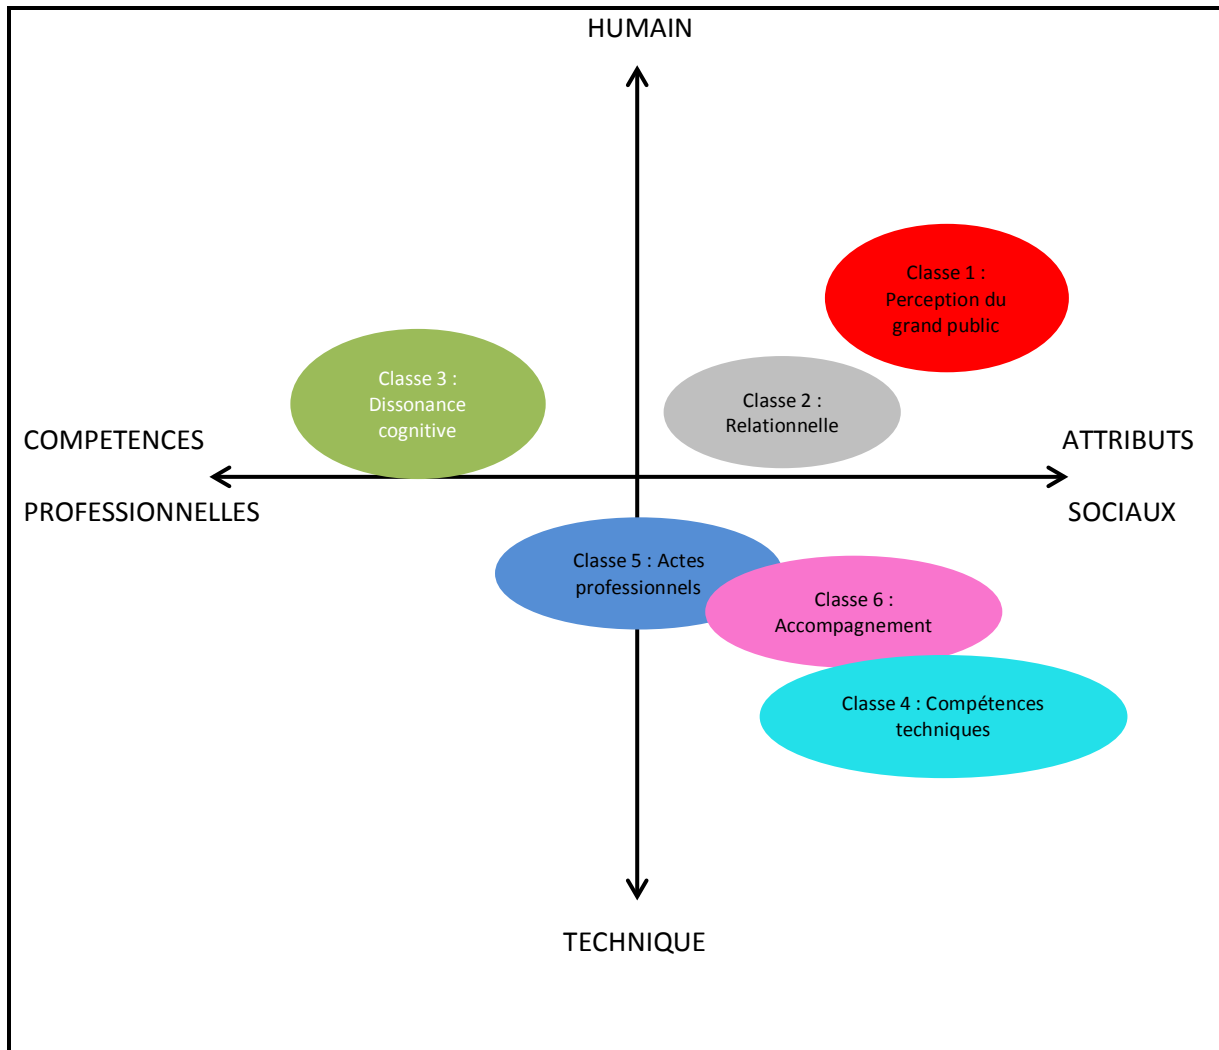 HUMAIN
Classe 1 :
Perception du
grand public
Classe 3 :
Dissonance
cognitive
Classe 2 :
Relationnelle
COMPETENCES
ATTRIBUTS
PROFESSIONNELLES
SOCIAUX
Classe 5 : Actes
professionnels
Classe 6 :
Accompagnement
Classe 4 : Compétences
techniques
TECHNIQUE